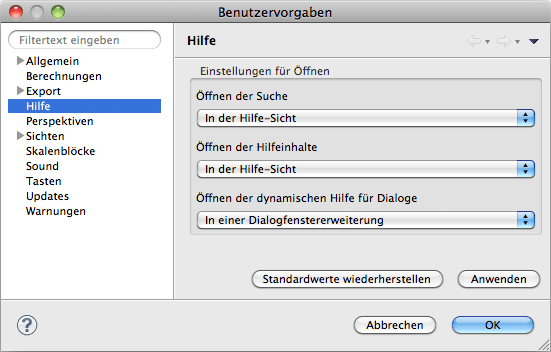 Benutzervorgaben
Filtertext eingeben
Allgemein
Berechnungen
Export
Hilfe
Perspektiven
Sichten
Skalenblöcke
Sound
Tasten
Updates
Warnungen
Hilfe
Einstellungen für Öffnen
Öffnen der Suche
In der Hilfe-Sicht
Öffnen der Hilfeinhalte
In der Hilfe-Sicht
Öffnen der dynamischen Hilfe für Dialoge
In einer Dialogfenstererweiterung
Standardwerte wiederherstellen Anwenden
? Abbrechen OK